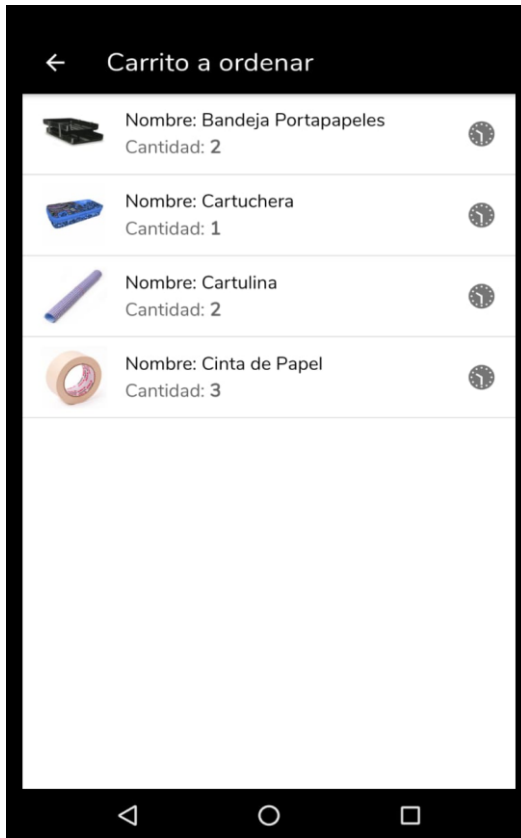 Carrito a ordenar
Nombre: Bandeja Portapapeles
Cantidad: 2
Nombre: Cartuchera
Cantidad: 1
Nombre: Cartulina
Cantidad: 2
Nombre: Cinta de Papel
Cantidad: 3